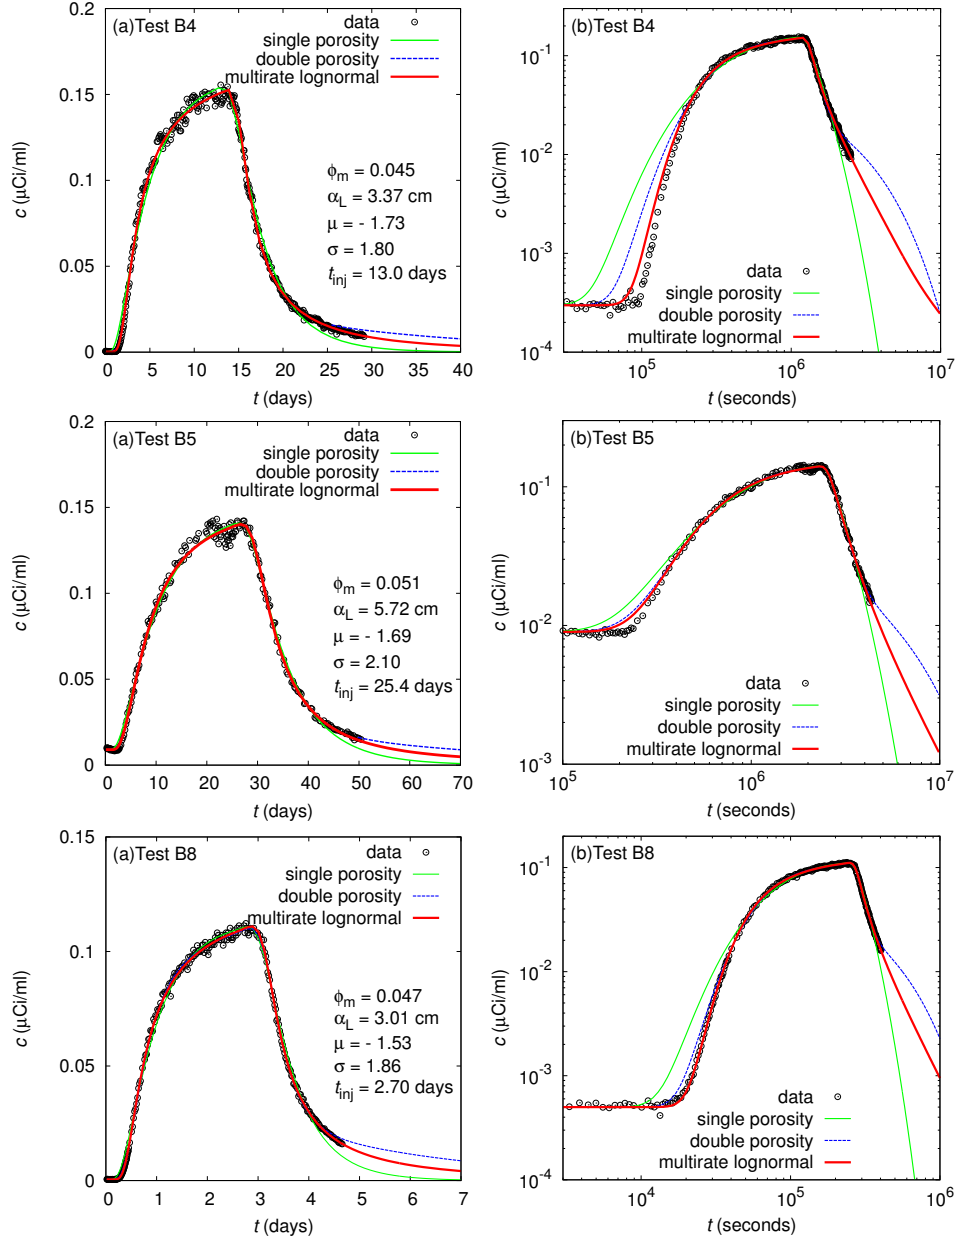 (a)Test B4
data
single porosity
double porosity
multirate lognormal
ϕm = 0.045
αL = 3.37 cm
μ = - 1.73
σ = 1.80
tinj = 13.0 days
0.2
0.15
0.1
0.05
0
c (μCi/ml)
0 5 10 15 20 25 30 35 40
t (days)
(b)Test B4
10⁻¹
10⁻²
10⁻³
10⁻⁴
c (μCi/ml)
data
single porosity
double porosity
multirate lognormal
10⁵ 10⁶ 10⁷
t (seconds)
(a)Test B5
data
single porosity
double porosity
multirate lognormal
ϕm = 0.051
αL = 5.72 cm
μ = - 1.69
σ = 2.10
tinj = 25.4 days
0.2
0.15
0.1
0.05
0
c (μCi/ml)
0 10 20 30 40 50 60 70
t (days)
(b)Test B5
10⁻¹
10⁻²
10⁻³
c (μCi/ml)
data
single porosity
double porosity
multirate lognormal
10⁵ 10⁶ 10⁷
t (seconds)
(a)Test B8
data
single porosity
double porosity
multirate lognormal
ϕm = 0.047
αL = 3.01 cm
μ = - 1.53
σ = 1.86
tinj = 2.70 days
0.15
0.1
0.05
0
c (μCi/ml)
0 1 2 3 4 5 6 7
t (days)
(b)Test B8
10⁻¹
10⁻²
10⁻³
10⁻⁴
c (μCi/ml)
data
single porosity
double porosity
multirate lognormal
10⁴ 10⁵ 10⁶
t (seconds)